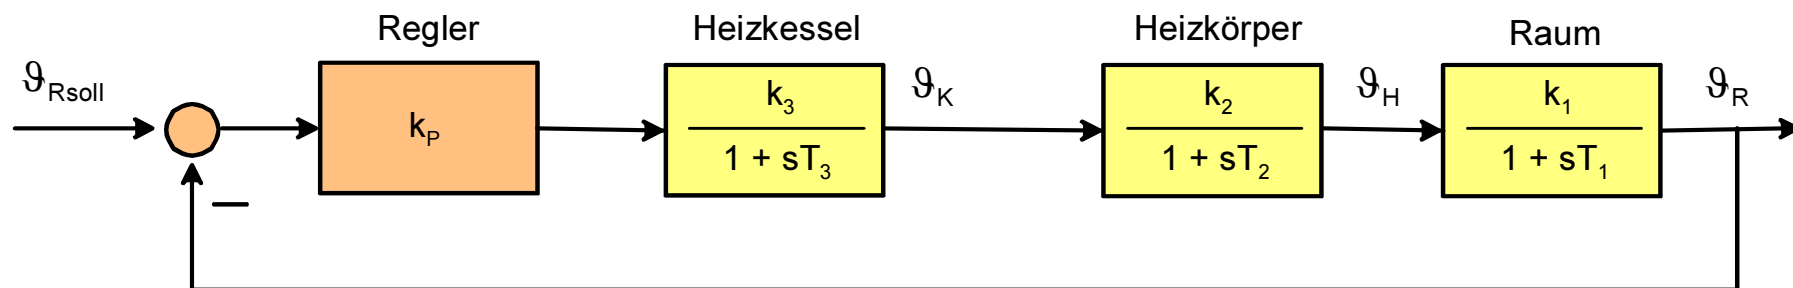 Regler Heizkessel Heizkörper Raum
ϑRsoll kP k3 ϑK k2 ϑH k1 ϑR
1 + sT3 1 + sT2 1 + sT1
–